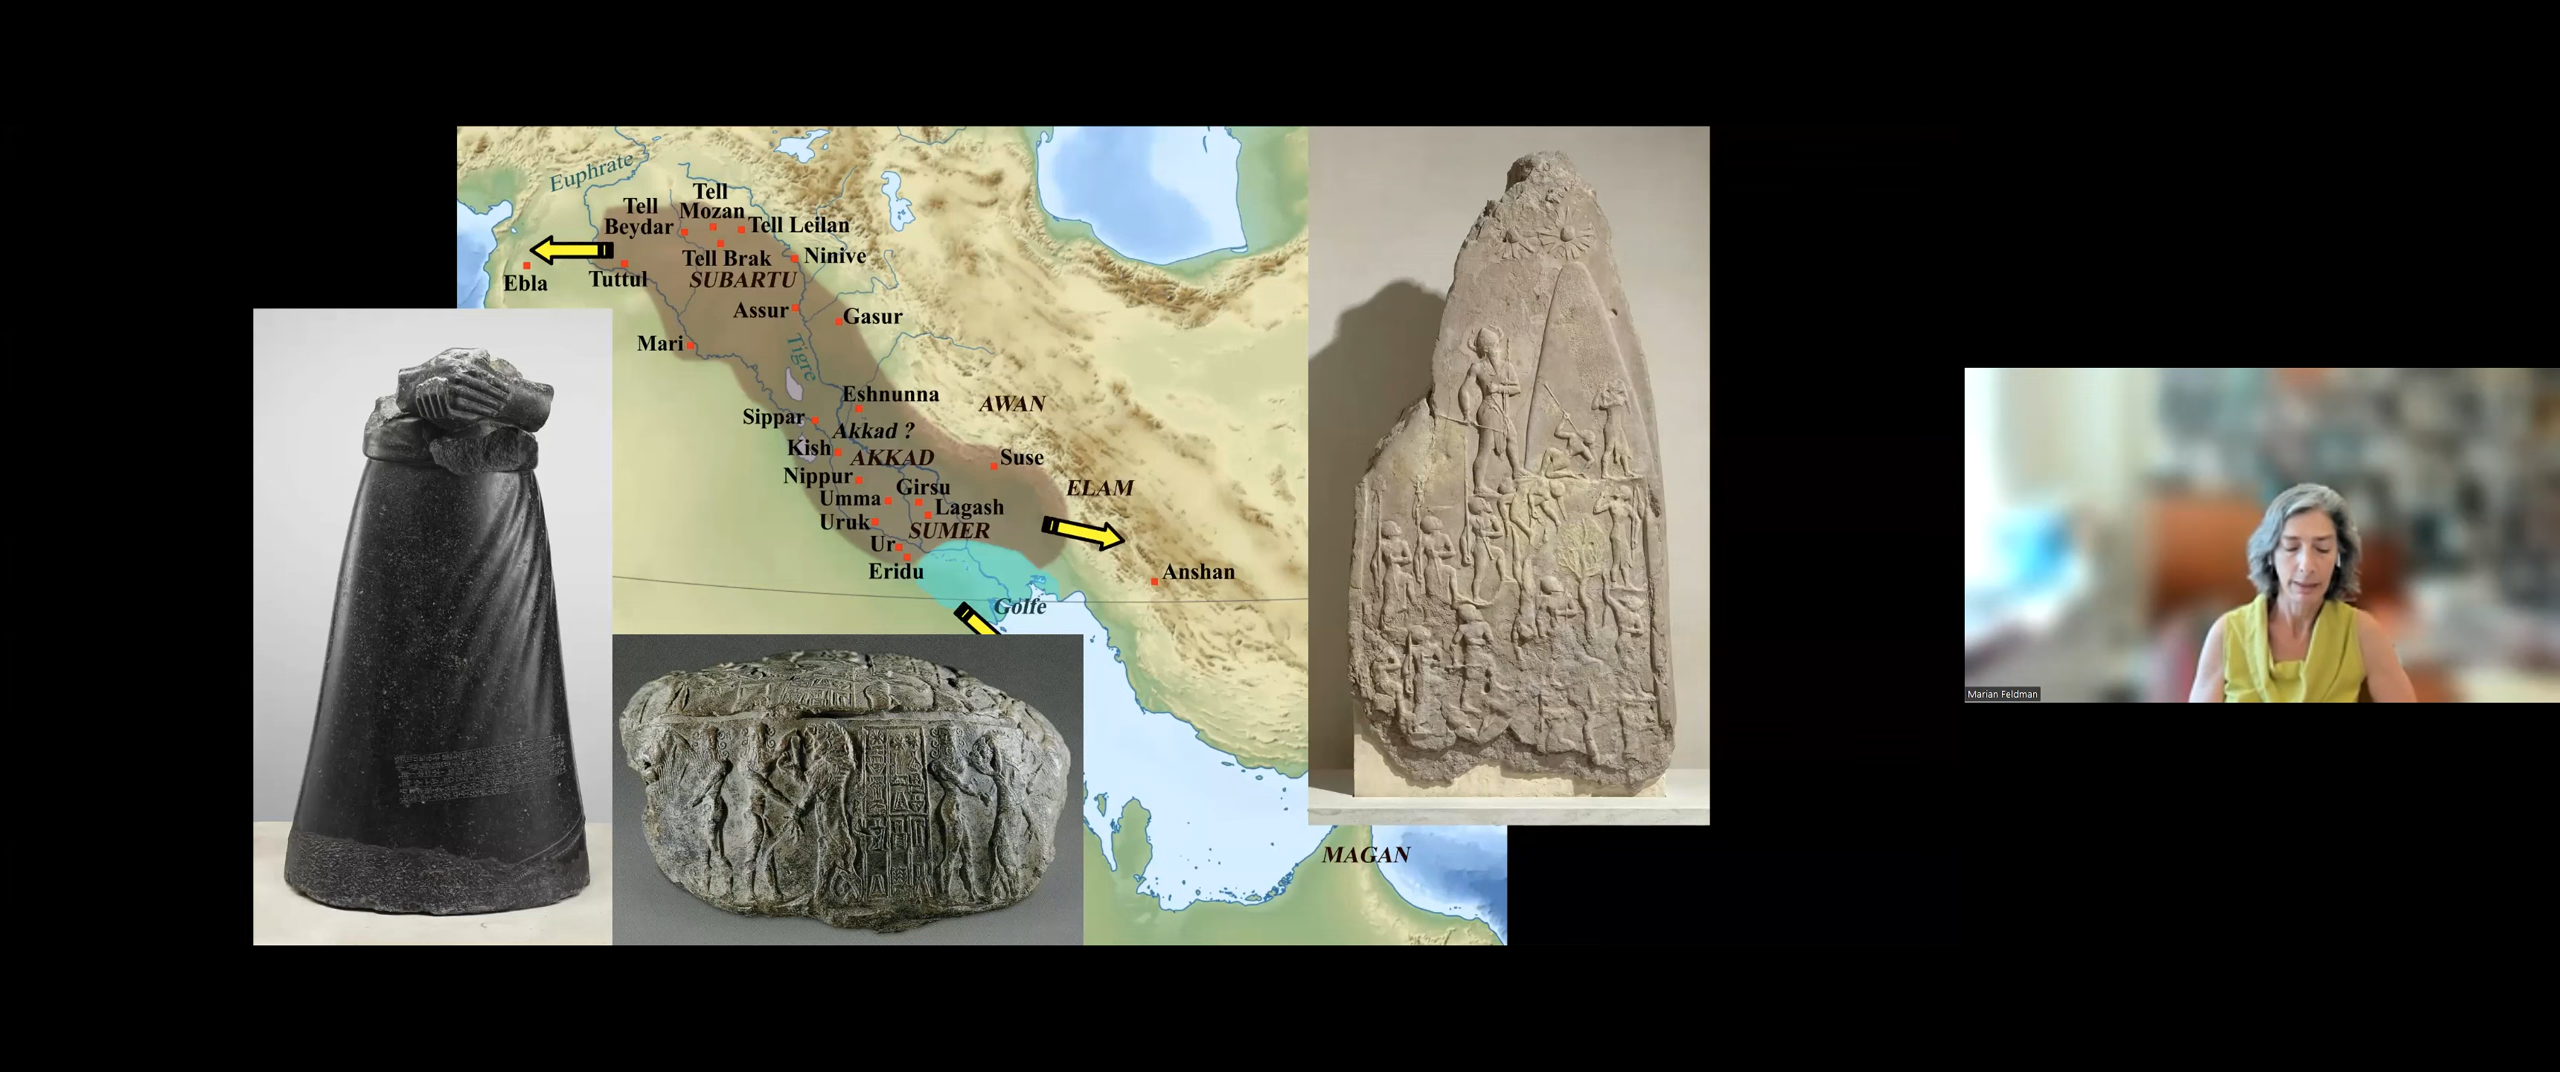 Euphrate
Tell
Mozan
Tell
Beydar
Tell Leilan
Tell Brak
Ninive
SUBARTU
Ebla
Tuttul
Assur
Gasur
Mari
Tigre
Eshnunna
AWAN
Sippar
Akkad ?
Kish
AKKAD
Suse
Nippur
Girsu
ELAM
Umma
Lagash
Uruk
SUMER
Ur
Eridu
Anshan
Golfe
MAGAN
Marian Feldman